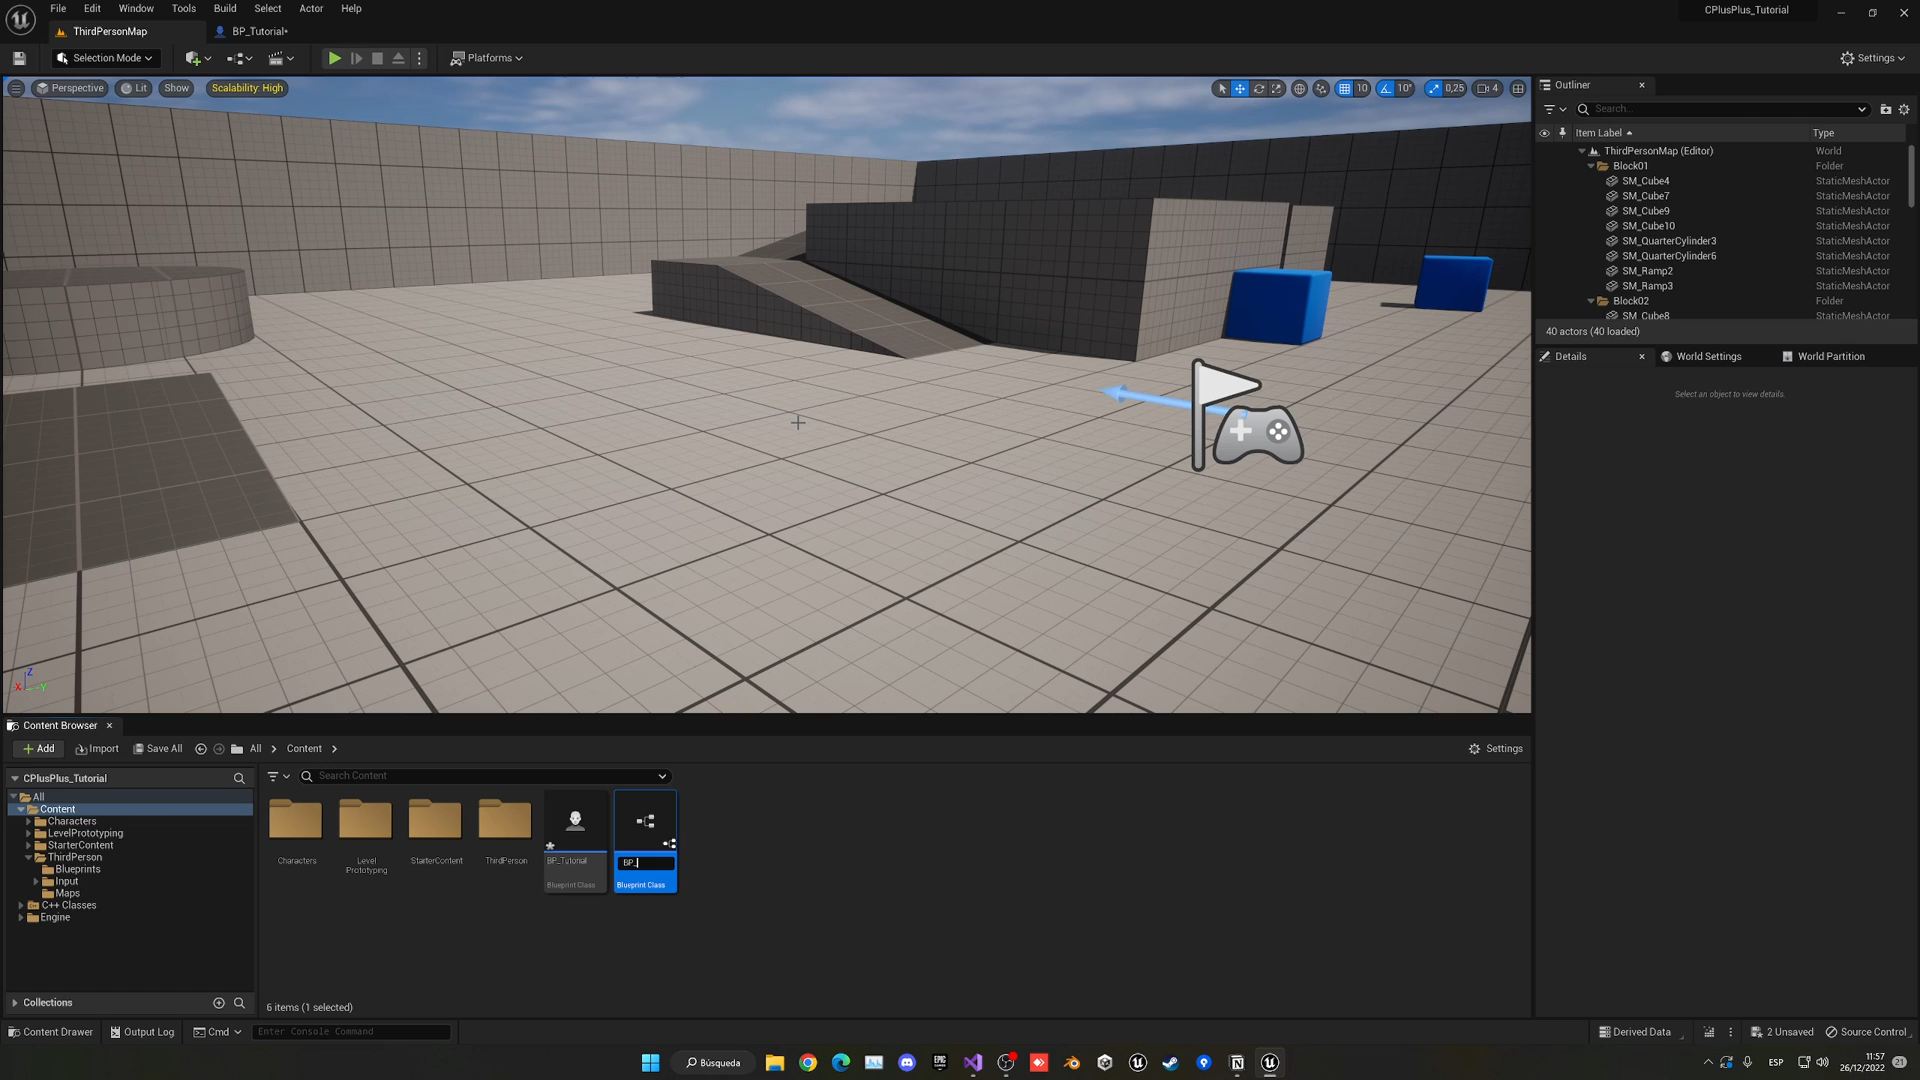 File Edit Window Tools Build Select Actor Help
CPlusPlus_Tutorial
ThirdPersonMap
BP_Tutorial*
Selection Mode
Platforms
Settings
Perspective
Lit
Show
Scalability: High
10
10°
0,25
4
Outliner
Search...
Item Label
Type
ThirdPersonMap (Editor) World
Block01 Folder
SM_Cube4 StaticMeshActor
SM_Cube7 StaticMeshActor
SM_Cube9 StaticMeshActor
SM_Cube10 StaticMeshActor
SM_QuarterCylinder3 StaticMeshActor
SM_QuarterCylinder6 StaticMeshActor
SM_Ramp2 StaticMeshActor
SM_Ramp3 StaticMeshActor
Block02 Folder
SM_Cube8 StaticMeshActor
40 actors (40 loaded)
Details
World Settings
World Partition
Select an object to view details.
Z
X
Y
Content Browser
Add
Import
Save All
All
Content
Settings
CPlusPlus_Tutorial
Search Content
All
Content
Characters
LevelPrototyping
StarterContent
ThirdPerson
Blueprints
Input
Maps
C++ Classes
Engine
Characters
Level
Prototyping
StarterContent
ThirdPerson
BP_Tutorial
Blueprint Class
BP_
Blueprint Class
Collections
6 items (1 selected)
Content Drawer
Output Log
Cmd
Enter Console Command
Derived Data
2 Unsaved
Source Control
Búsqueda
EPIC
GAMES
ESP
11:57
26/12/2022
21